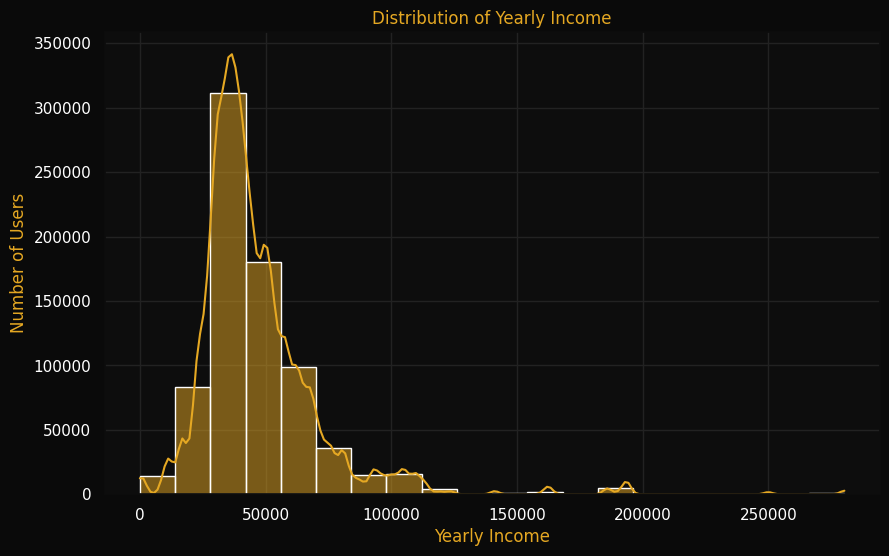 Distribution of Yearly Income
Number of Users
350000
300000
250000
200000
150000
100000
50000
0
0 50000 100000 150000 200000 250000
Yearly Income